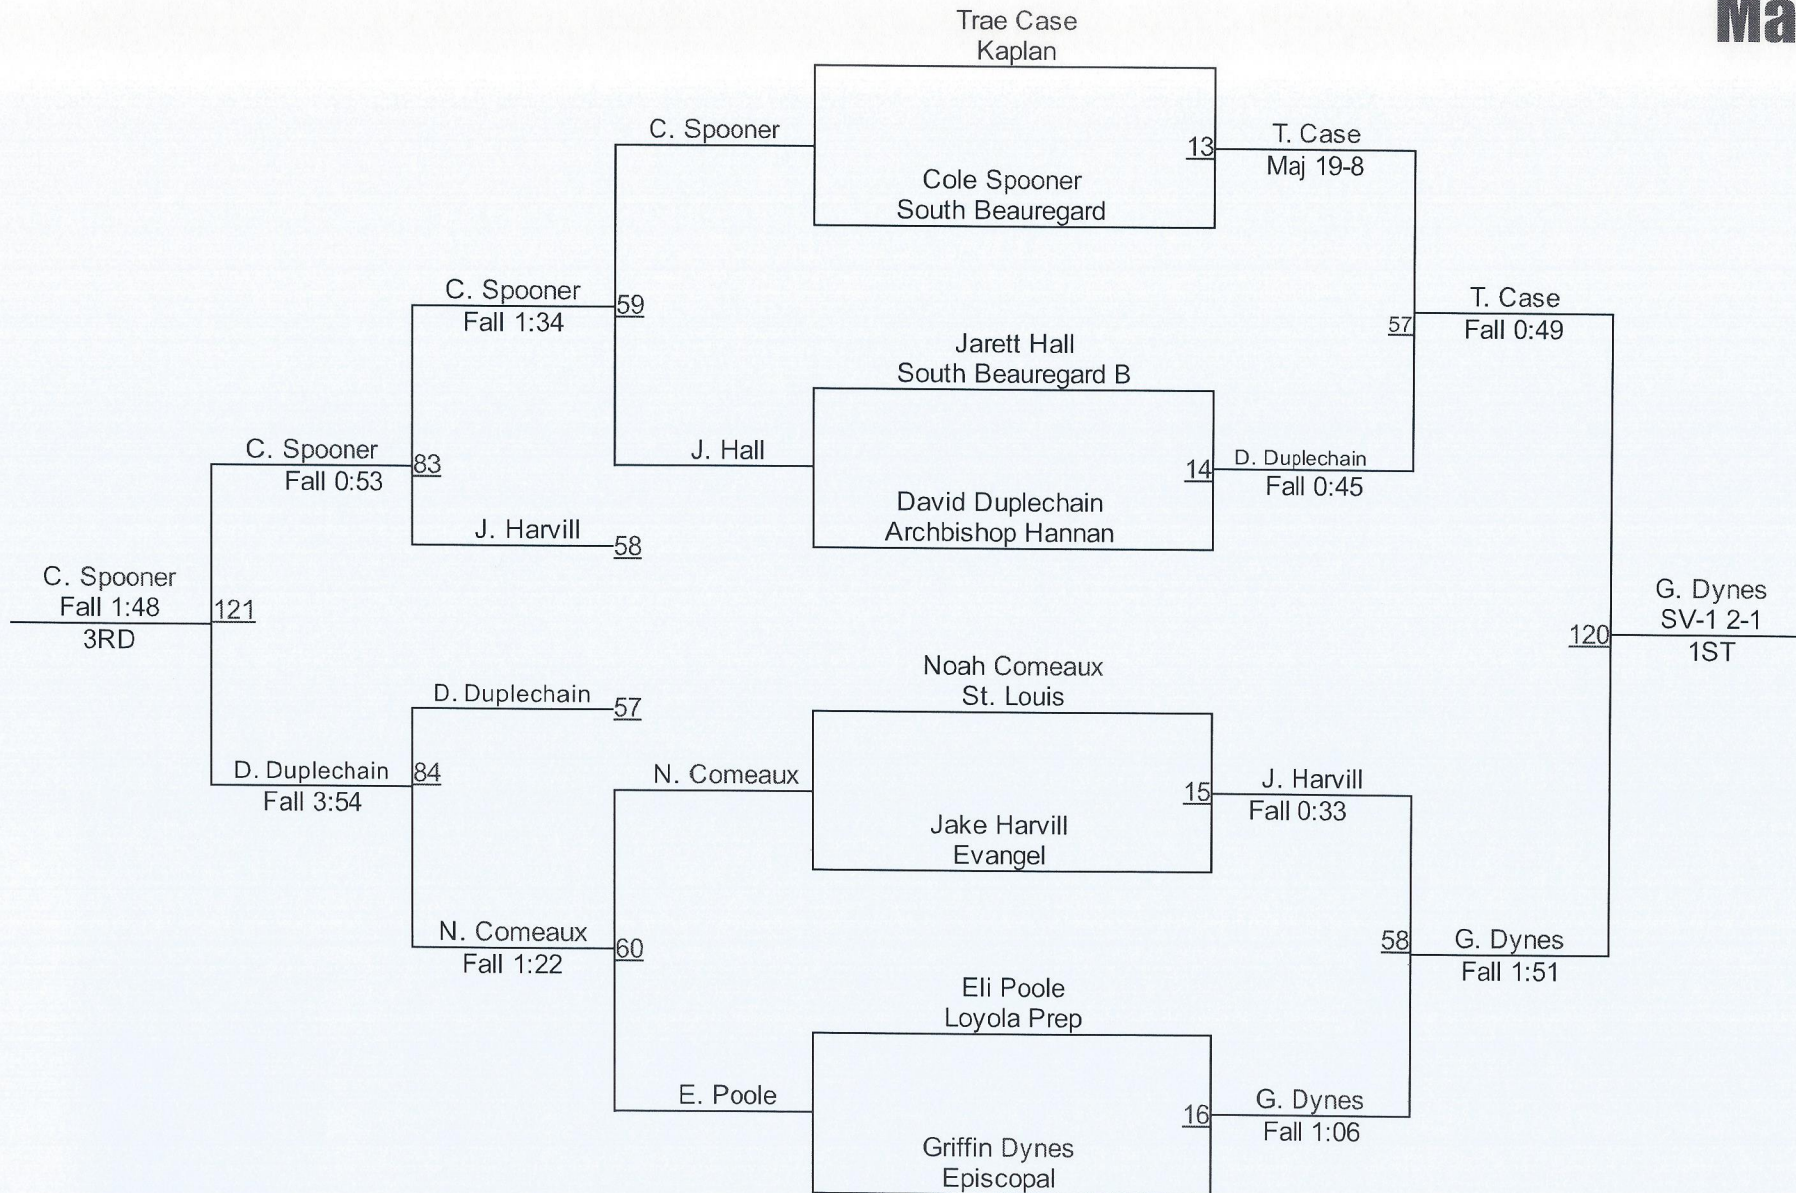 Ma
Trae Case
Kaplan
C. Spooner
13
T. Case
Maj 19-8
Cole Spooner
South Beauregard
C. Spooner
Fall 1:34
59
T. Case
Fall 0:49
57
Jarett Hall
South Beauregard B
C. Spooner
Fall 0:53
83
J. Hall
14
D. Duplechain
Fall 0:45
David Duplechain
Archbishop Hannan
J. Harvill
58
C. Spooner
Fall 1:48
3RD
121
G. Dynes
SV-1 2-1
1ST
120
Noah Comeaux
St. Louis
D. Duplechain
57
D. Duplechain
Fall 3:54
84
N. Comeaux
15
J. Harvill
Fall 0:33
Jake Harvill
Evangel
N. Comeaux
Fall 1:22
60
58
G. Dynes
Fall 1:51
Eli Poole
Loyola Prep
E. Poole
16
G. Dynes
Fall 1:06
Griffin Dynes
Episcopal